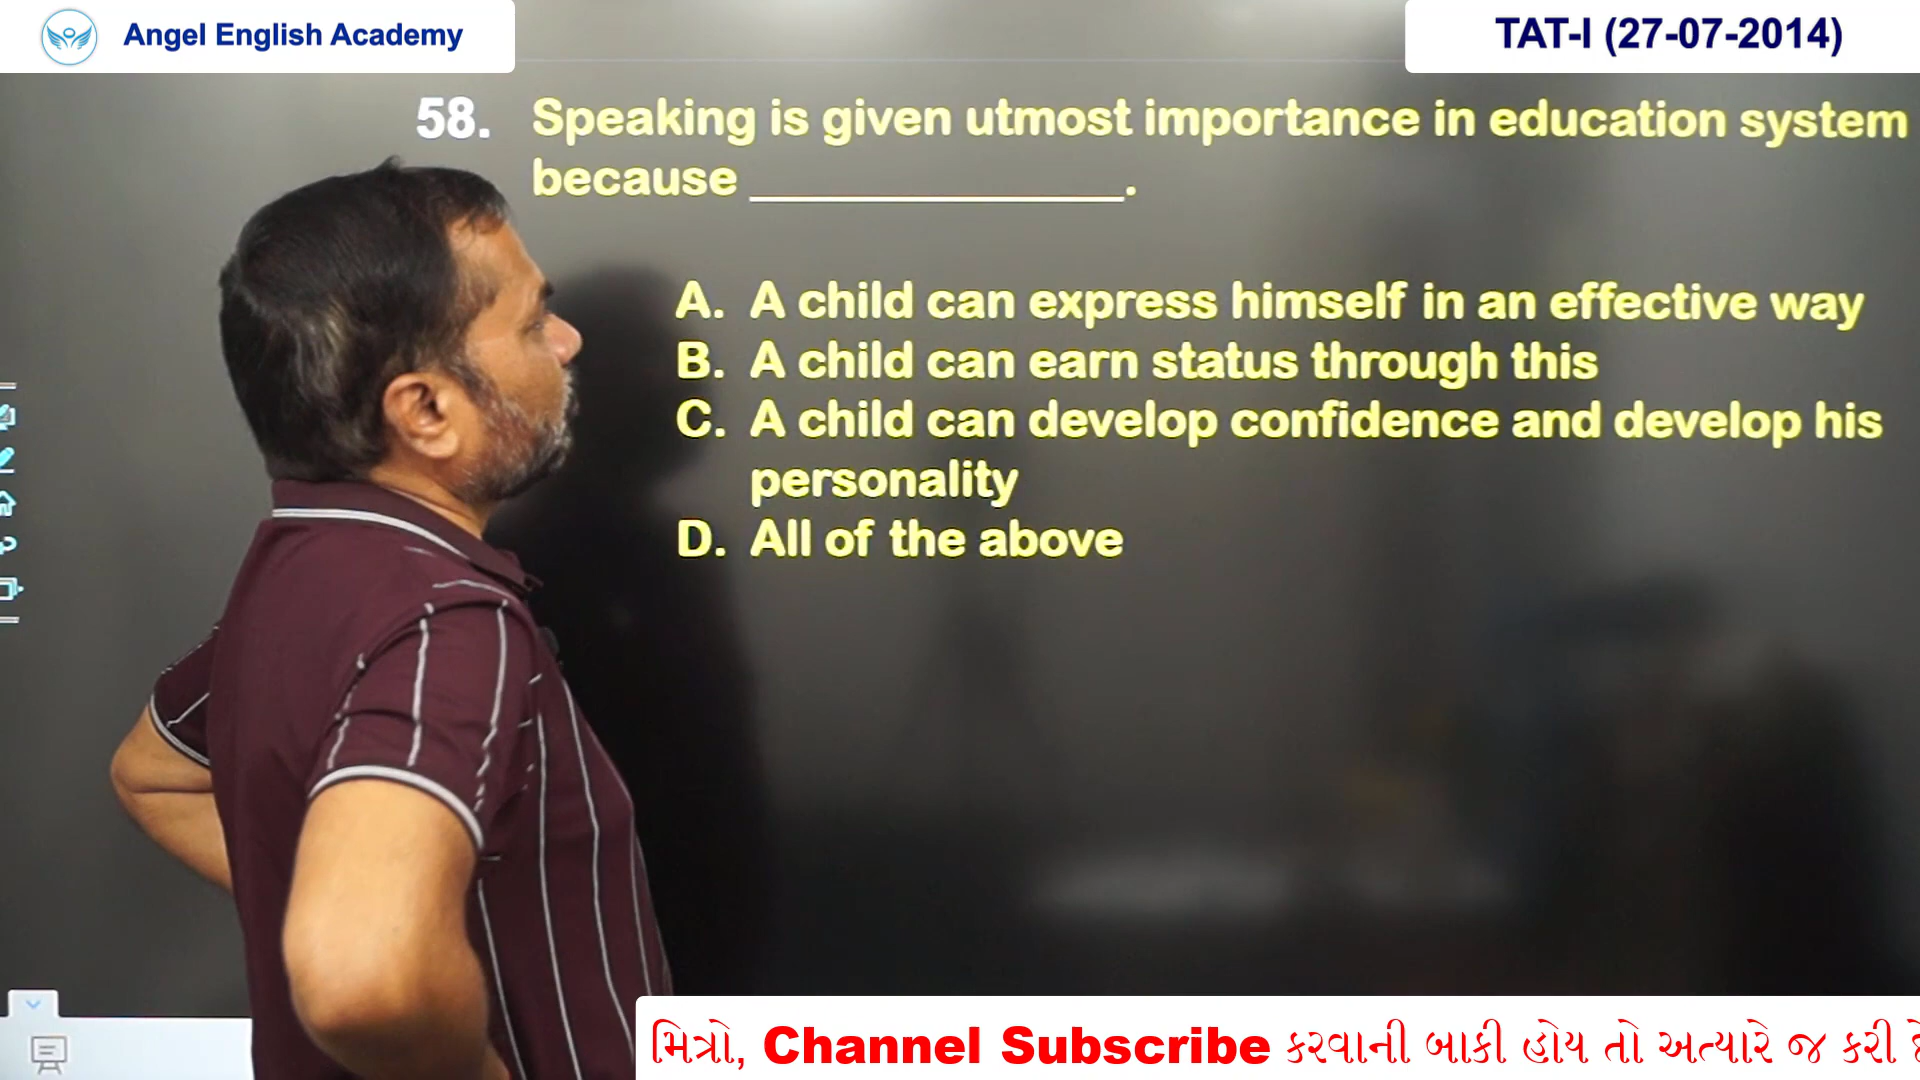 Angel English Academy
TAT-I (27-07-2014)
58. Speaking is given utmost importance in education system
because ________________.
A. A child can express himself in an effective way
B. A child can earn status through this
C. A child can develop confidence and develop his
personality
D. All of the above
મિત્રો, Channel Subscribe કરવાની બાકી હોય તો અત્યારે જ કરી